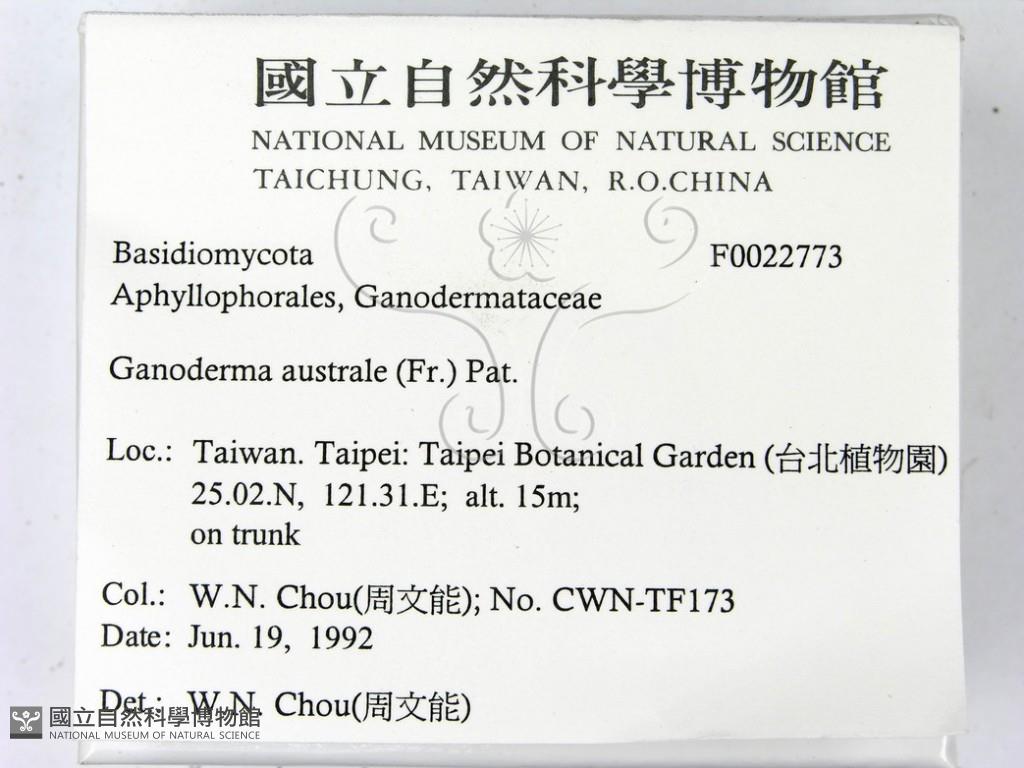 國立自然科學博物館
NATIONAL MUSEUM OF NATURAL SCIENCE
TAICHUNG, TAIWAN, R.O.CHINA
Basidiomycota F0022773
Aphyllophorales, Ganodermataceae
Ganoderma australe (Fr.) Pat.
Loc.: Taiwan. Taipei: Taipei Botanical Garden (台北植物園)
25.02.N, 121.31.E; alt. 15m;
on trunk
Col.: W.N. Chou(周文能); No. CWN-TF173
Date: Jun. 19, 1992
Det.: W.N. Chou(周文能)
國立自然科學博物館
NATIONAL MUSEUM OF NATURAL SCIENCE